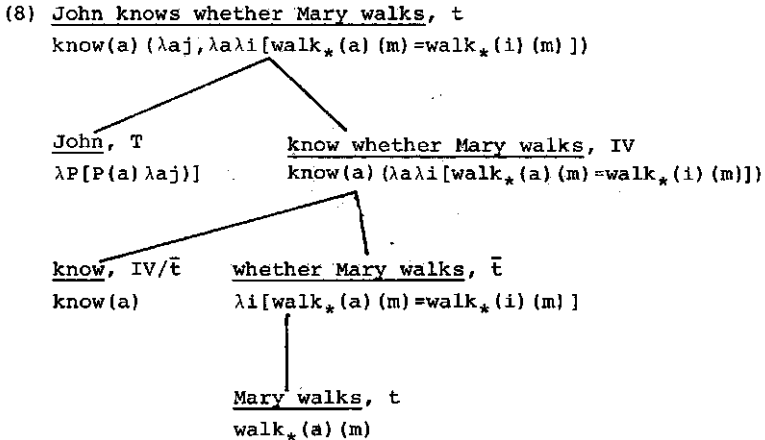 (8) John knows whether Mary walks, t
know(a)(λaj,λaλi[walk*(a)(m)=walk*(i)(m)])
John, T know whether Mary walks, IV
λP[P(a)λaj)] know(a)(λaλi[walk*(a)(m)=walk*(i)(m)])
know, IV/t̄ whether Mary walks, t̄
know(a) λi[walk*(a)(m)=walk*(i)(m)]
Mary walks, t
walk*(a)(m)